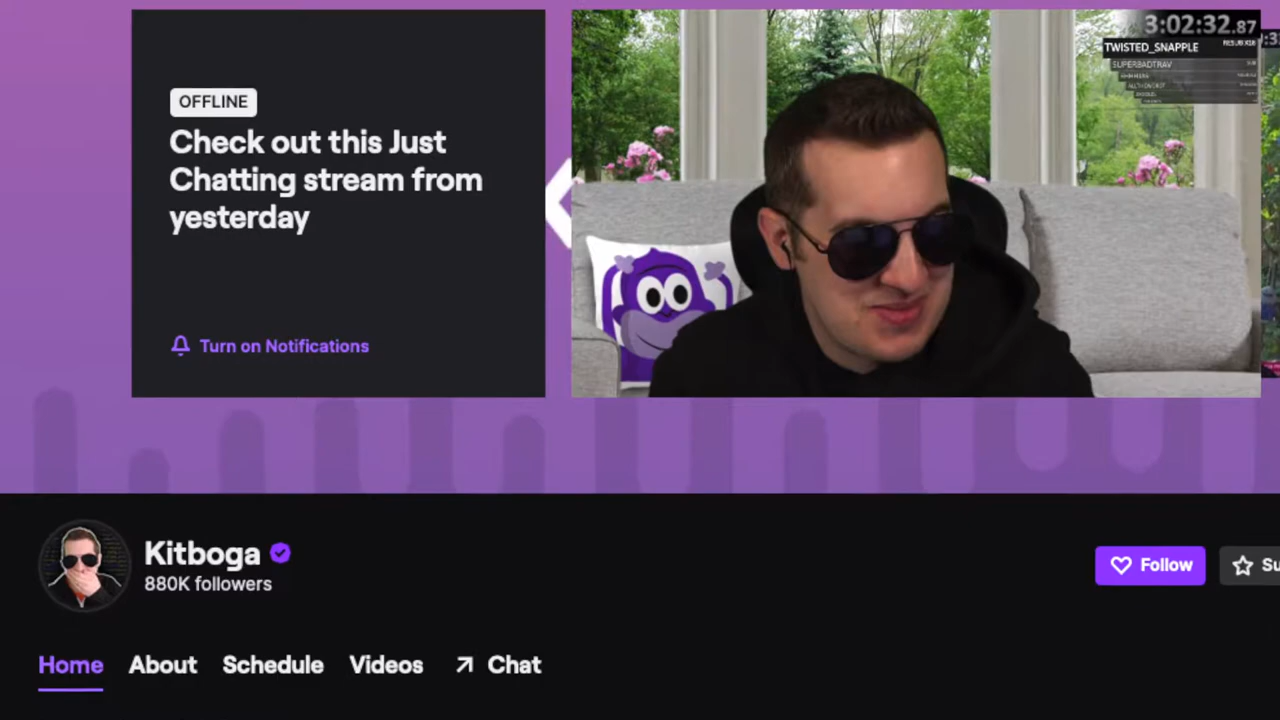 OFFLINE
Check out this Just
Chatting stream from
yesterday
Turn on Notifications
3:02:32.87
TWISTED_SNAPPLE
SUPERBADTRAV
Kitboga
880K followers
Follow
Su
Home
About
Schedule
Videos
Chat